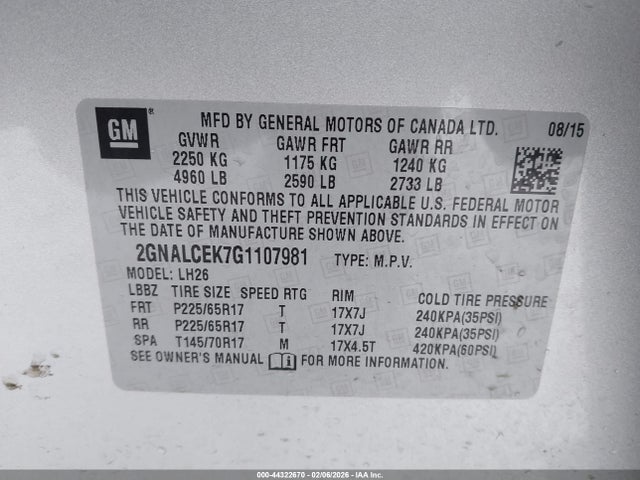 GM ® MFD BY GENERAL MOTORS OF CANADA LTD. 08/15
GVWR GAWR FRT GAWR RR
2250 KG 1175 KG 1240 KG
4960 LB 2590 LB 2733 LB
THIS VEHICLE CONFORMS TO ALL APPLICABLE U.S. FEDERAL MOTOR
VEHICLE SAFETY AND THEFT PREVENTION STANDARDS IN EFFECT ON
THE DATE OF MANUFACTURE SHOWN ABOVE.
2GNALCEK7G1107981 TYPE: M.P.V.
MODEL: LH26
LBBZ TIRE SIZE SPEED RTG RIM COLD TIRE PRESSURE
FRT P225/65R17 T 17X7J 240KPA(35PSI)
RR P225/65R17 T 17X7J 240KPA(35PSI)
SPA T145/70R17 M 17X4.5T 420KPA(60PSI)
SEE OWNER'S MANUAL FOR MORE INFORMATION.
000-44322670 - 02/06/2026 - IAA Inc.